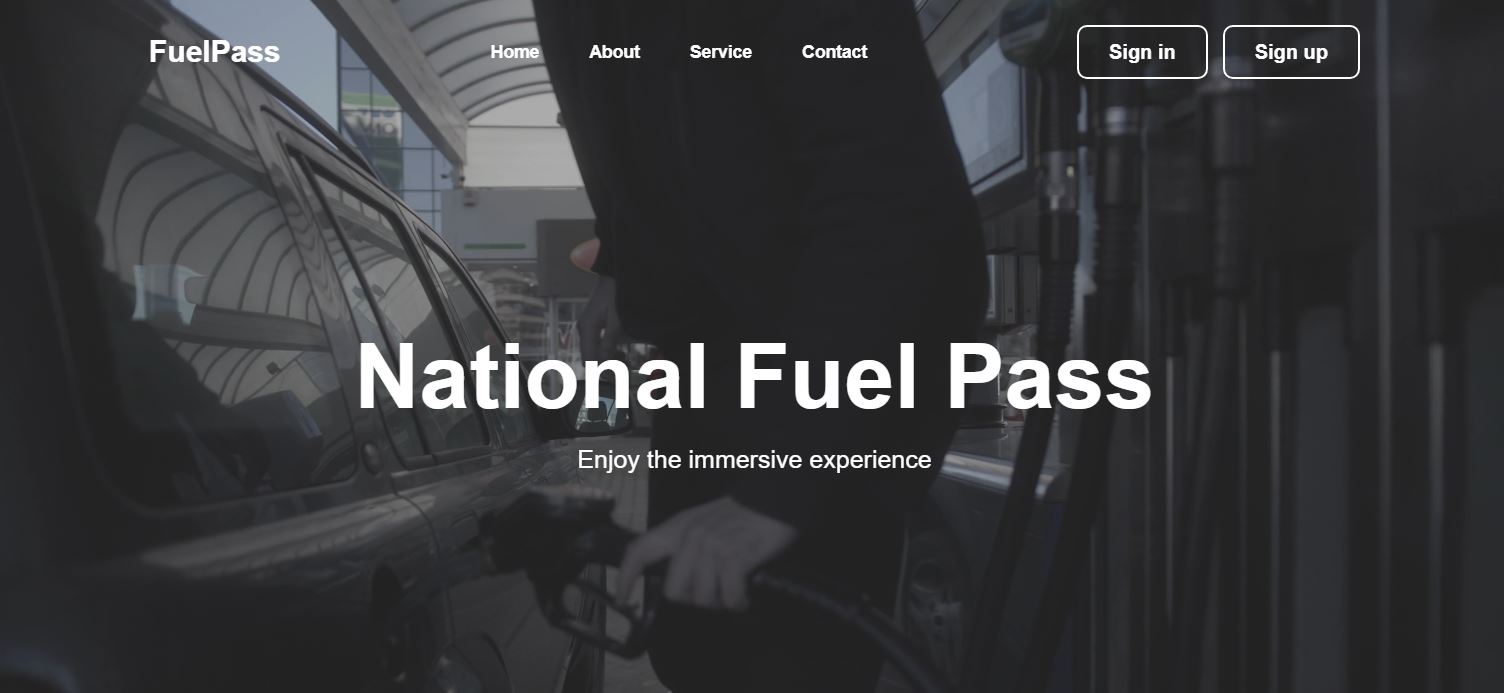 FuelPass
Home
About
Service
Contact
Sign in
Sign up
National Fuel Pass
Enjoy the immersive experience